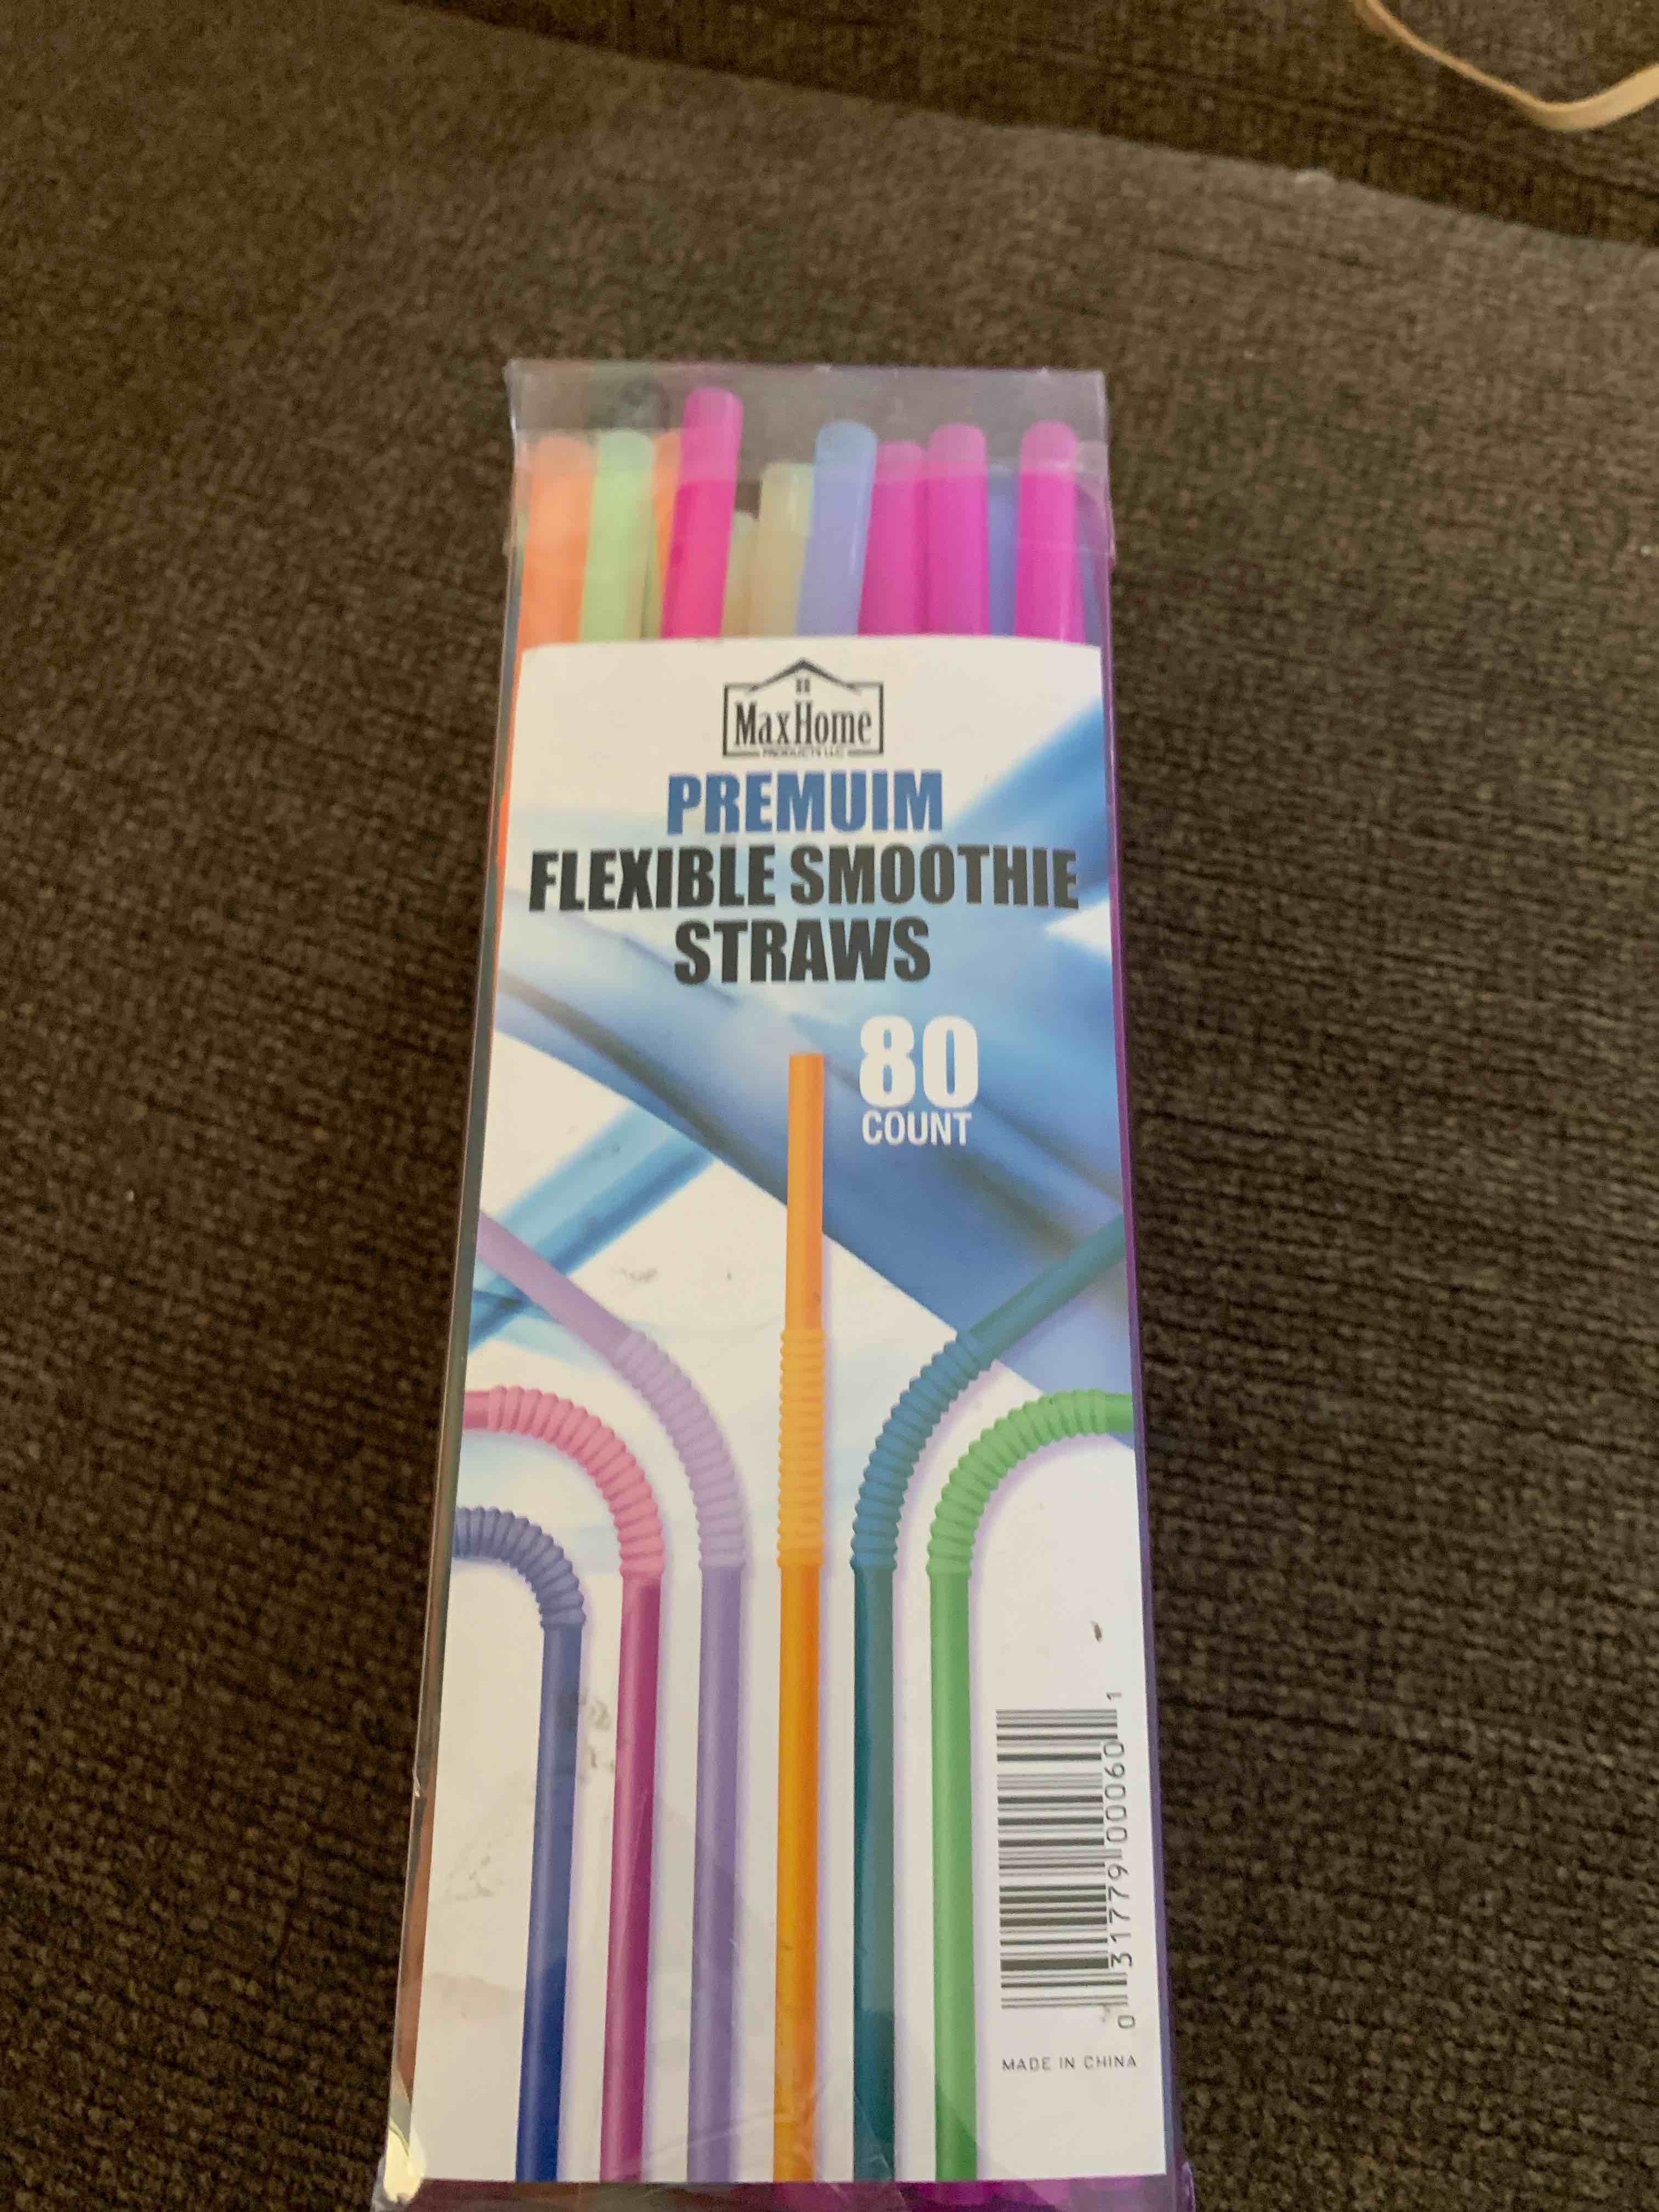 MaxHome
PRODUCTS LLC
PREMUIM
FLEXIBLE SMOOTHIE
STRAWS
80
COUNT
0 31779 00060 1
MADE IN CHINA